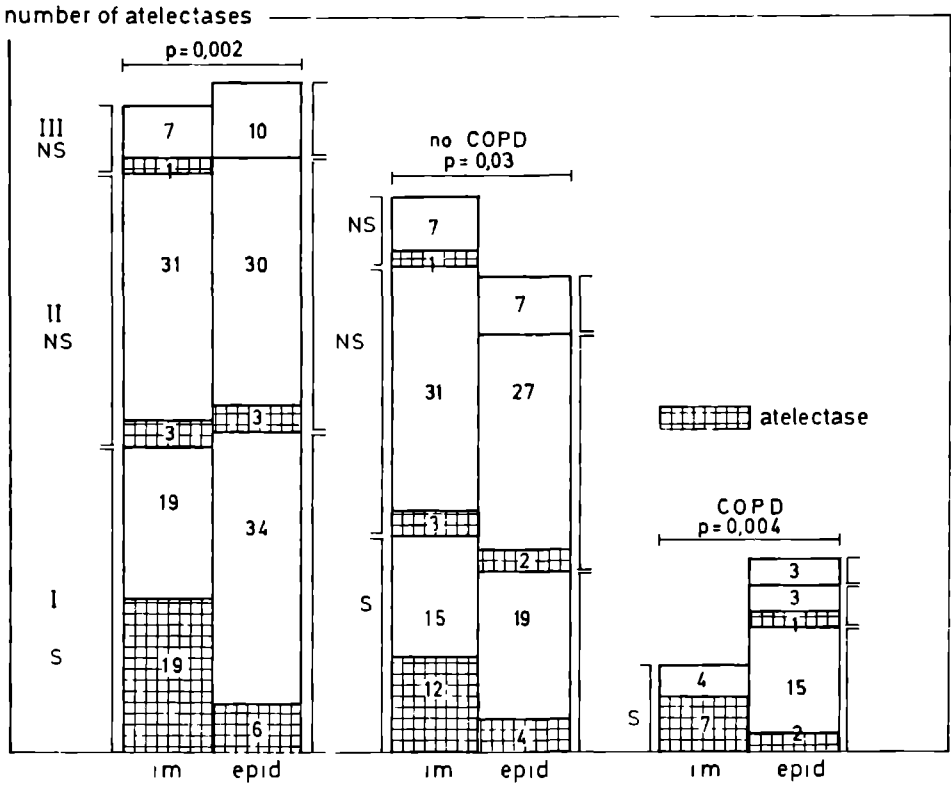 number of atelectases
p=0,002
III
NS
7
10
1
31
30
II
NS
3
3
19
34
I
S
19
6
im
epid
no COPD
p=0,03
NS
7
1
7
NS
31
27
3
2
S
15
19
12
4
im
epid
atelectase
COPD
p=0,004
3
3
1
4
15
S
7
2
im
epid